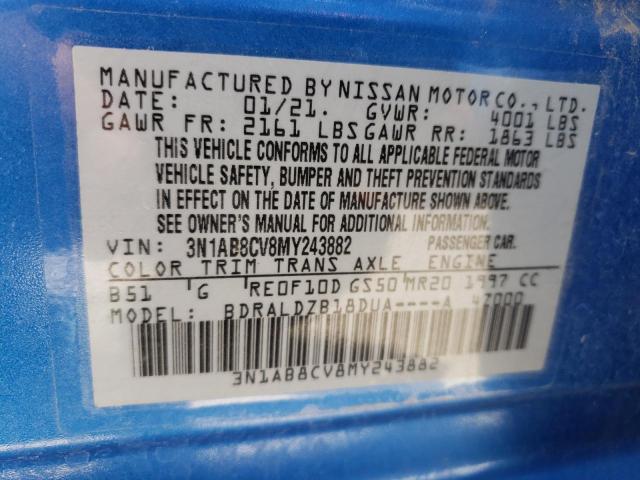 MANUFACTURED BY NISSAN MOTOR CO., LTD.
DATE: 01/21. GVWR: 4001 LBS
GAWR FR: 2161 LBS GAWR RR: 1863 LBS
THIS VEHICLE CONFORMS TO ALL APPLICABLE FEDERAL MOTOR
VEHICLE SAFETY, BUMPER AND THEFT PREVENTION STANDARDS
IN EFFECT ON THE DATE OF MANUFACTURE SHOWN ABOVE.
SEE OWNER'S MANUAL FOR ADDITIONAL INFORMATION.
VIN: 3N1AB8CV8MY243882 PASSENGER CAR.
COLOR TRIM TRANS AXLE ENGINE
B51 G RE0F10D GS50 MR20 1997 CC
MODEL: BDRALDZB18DUA----A 47000
3N1AB8CV8MY243882